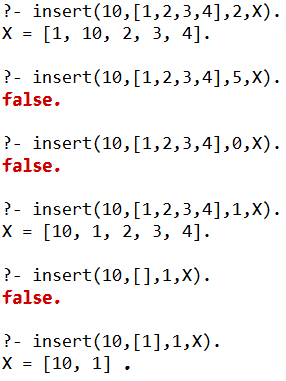 ?- insert(10,[1,2,3,4],2,X).
X = [1, 10, 2, 3, 4].
?- insert(10,[1,2,3,4],5,X).
false.
?- insert(10,[1,2,3,4],0,X).
false.
?- insert(10,[1,2,3,4],1,X).
X = [10, 1, 2, 3, 4].
?- insert(10,[],1,X).
false.
?- insert(10,[1],1,X).
X = [10, 1] .